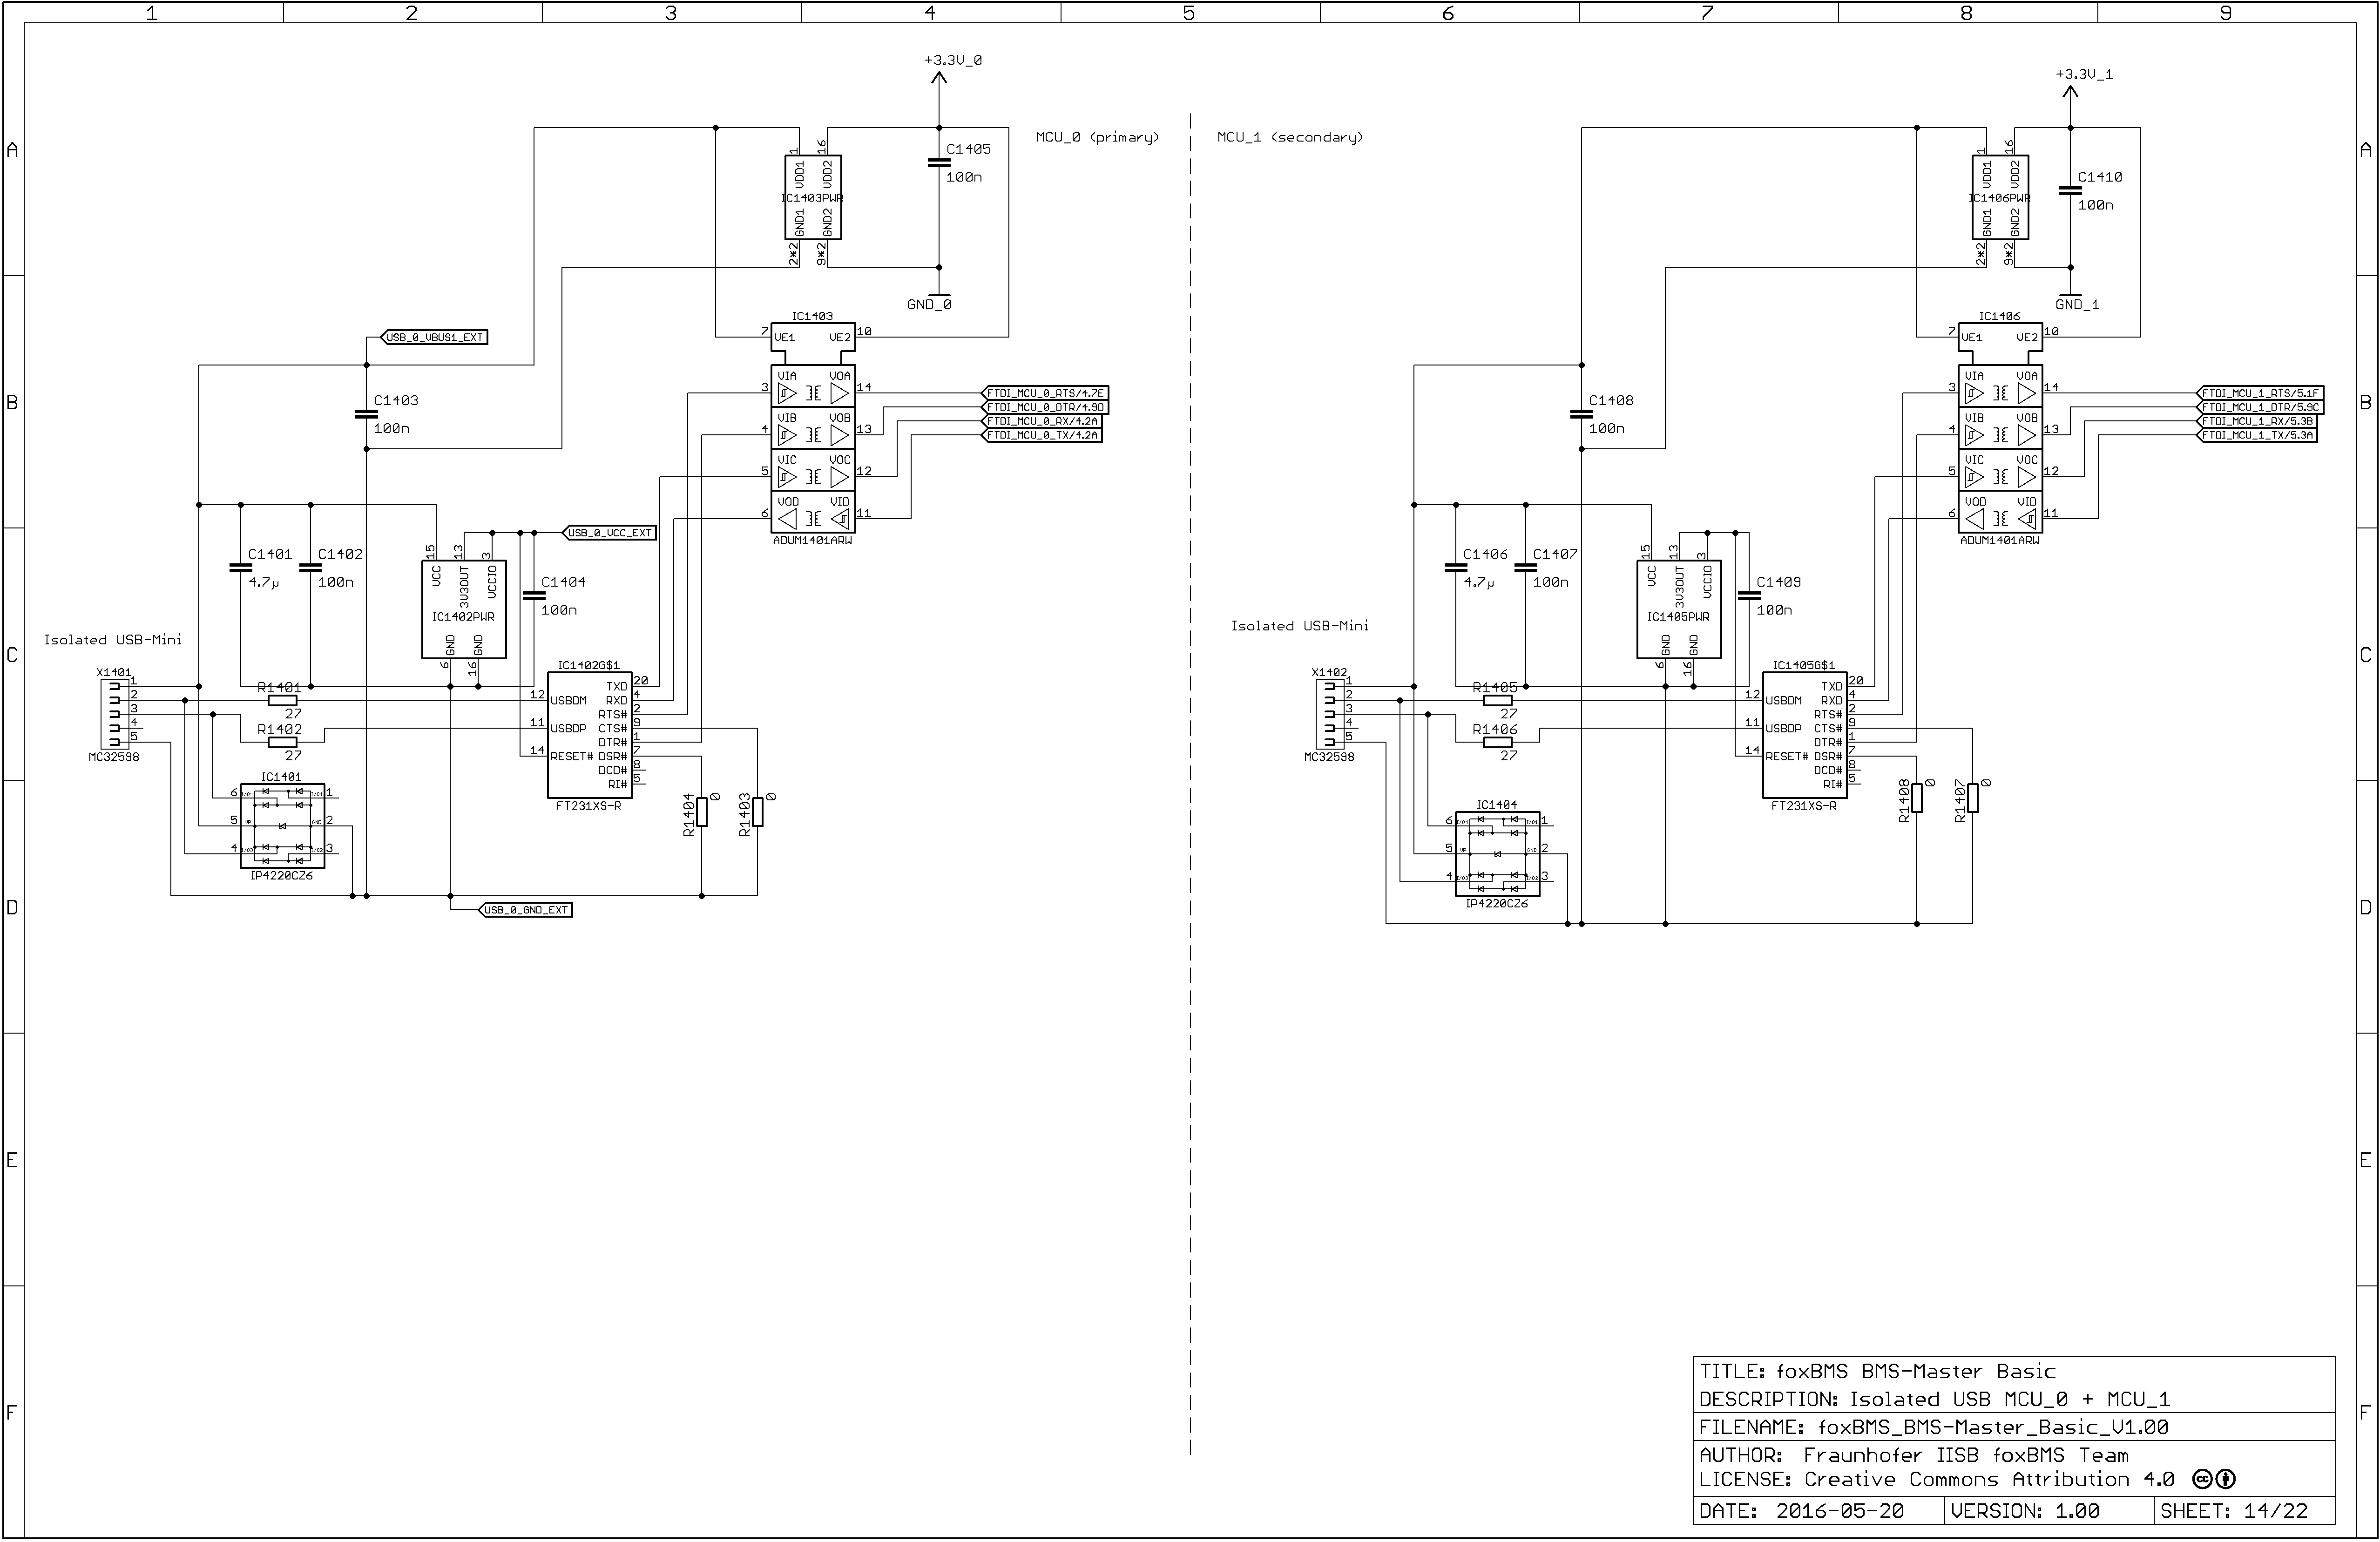 1 2 3 4 5 6 7 8 9
A
B
C
D
E
F
A
B
C
D
E
F
+3.3V_0
MCU_0 (primary)
1 16
VDD1 VDD2
IC1403PWR
GND1 GND2
2*2 9*2
C1405
100n
GND_0
IC1403
7 VE1 VE2 10
VIA VOA
3 14
VIB VOB
4 13
VIC VOC
5 12
VOD VID
6 11
ADUM1401ARW
FTDI_MCU_0_RTS/4.7E
FTDI_MCU_0_DTR/4.9D
FTDI_MCU_0_RX/4.2A
FTDI_MCU_0_TX/4.2A
USB_0_VBUS1_EXT
C1403
100n
C1401
4.7µ
C1402
100n
15 13 3
VCC 3V3OUT VCCIO
IC1402PWR
GND GND
6 16
USB_0_VCC_EXT
C1404
100n
Isolated USB-Mini
X1401
1
2
3
4
5
MC32598
R1401
27
R1402
27
IC1402G$1
TXD 20
12 USBDM RXD 4
RTS# 2
11 USBDP CTS# 9
DTR# 1
14 RESET# DSR# 7
DCD# 8
RI# 5
FT231XS-R
R1404 0
R1403 0
IC1401
6 I/O4 I/O1 1
5 VP GND 2
4 I/O3 I/O2 3
IP4220CZ6
USB_0_GND_EXT
MCU_1 (secondary)
+3.3V_1
1 16
VDD1 VDD2
IC1406PWR
GND1 GND2
2*2 9*2
C1410
100n
GND_1
IC1406
7 VE1 VE2 10
VIA VOA
3 14
VIB VOB
4 13
VIC VOC
5 12
VOD VID
6 11
ADUM1401ARW
FTDI_MCU_1_RTS/5.1F
FTDI_MCU_1_DTR/5.9C
FTDI_MCU_1_RX/5.3B
FTDI_MCU_1_TX/5.3A
C1408
100n
C1406
4.7µ
C1407
100n
15 13 3
VCC 3V3OUT VCCIO
IC1405PWR
GND GND
6 16
C1409
100n
Isolated USB-Mini
X1402
1
2
3
4
5
MC32598
R1405
27
R1406
27
IC1405G$1
TXD 20
12 USBDM RXD 4
RTS# 2
11 USBDP CTS# 9
DTR# 1
14 RESET# DSR# 7
DCD# 8
RI# 5
FT231XS-R
R1408 0
R1407 0
IC1404
6 I/O4 I/O1 1
5 VP GND 2
4 I/O3 I/O2 3
IP4220CZ6
TITLE: foxBMS BMS-Master Basic
DESCRIPTION: Isolated USB MCU_0 + MCU_1
FILENAME: foxBMS_BMS-Master_Basic_V1.00
AUTHOR: Fraunhofer IISB foxBMS Team
LICENSE: Creative Commons Attribution 4.0 cc
DATE: 2016-05-20 VERSION: 1.00 SHEET: 14/22